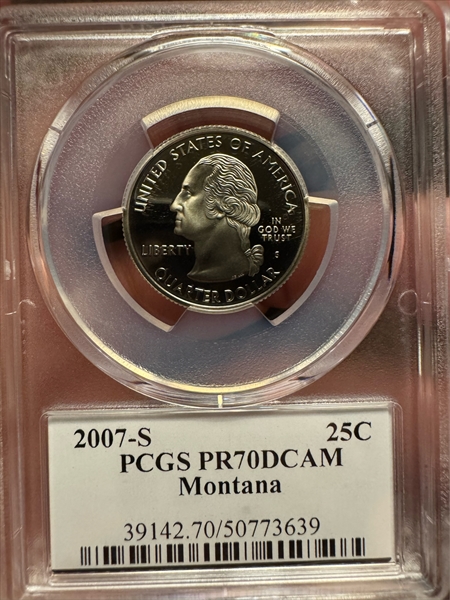 UNITED STATES OF AMERICA
LIBERTY
IN
GOD WE
TRUST
S
QUARTER DOLLAR
2007-S 25C
PCGS PR70DCAM
Montana
39142.70/50773639